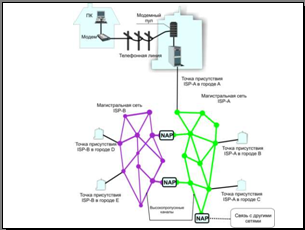 ПК
Модемный
пул
Модем
Телефонная линия
Точка присутствия
ISP-A в городе А
Магистральная сеть
ISP-A
Магистральная сеть
ISP-B
NAP
Точка присутствия
ISP-B в городе D
Точка присутствия
ISP-A в городе B
NAP
Точка присутствия
ISP-B в городе E
Точка присутствия
ISP-A в городе C
Высокоскоростные
каналы
NAP
Связь с другими
сетями